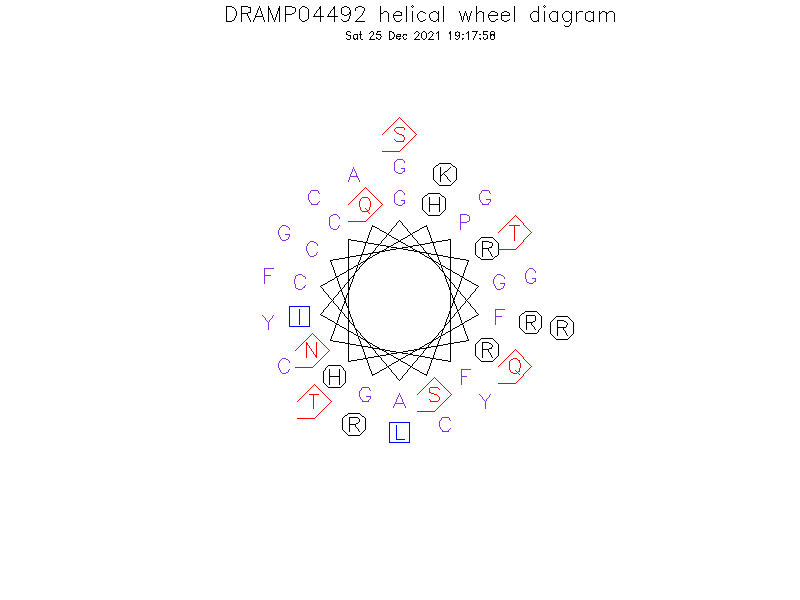 DRAMP04492 helical wheel diagram
Sat 25 Dec 2021 19:17:58
S
A G K
C Q G H G
C P
G T
C R
F C G G
Y I F R R
N R
C H F Q
T G A S Y
R L C